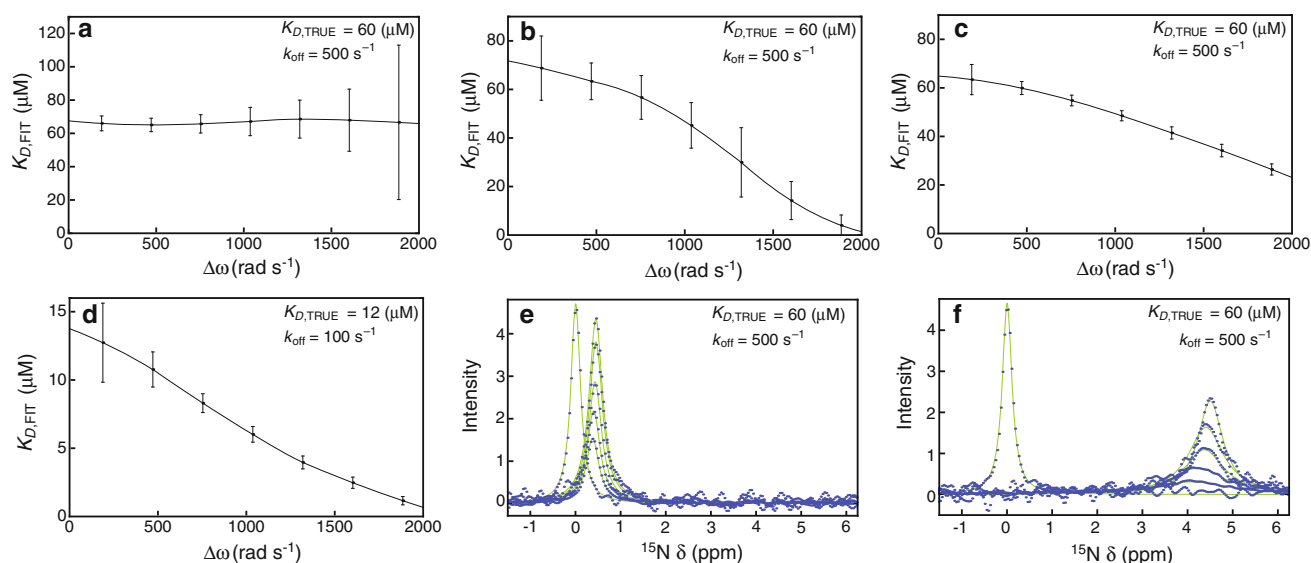 a
K_D,TRUE = 60 (μM)
k_off = 500 s⁻¹
K_D,FIT (μM)
120
100
80
60
40
20
0
0 500 1000 1500 2000
Δω (rad s⁻¹)
b
K_D,TRUE = 60 (μM)
k_off = 500 s⁻¹
K_D,FIT (μM)
80
60
40
20
0
0 500 1000 1500 2000
Δω (rad s⁻¹)
c
K_D,TRUE = 60 (μM)
k_off = 500 s⁻¹
K_D,FIT (μM)
80
60
40
20
0
0 500 1000 1500 2000
Δω (rad s⁻¹)
d
K_D,TRUE = 12 (μM)
k_off = 100 s⁻¹
K_D,FIT (μM)
15
10
5
0
0 500 1000 1500 2000
Δω (rad s⁻¹)
e
K_D,TRUE = 60 (μM)
k_off = 500 s⁻¹
Intensity
4
3
2
1
0
-1 0 1 2 3 4 5 6
¹⁵N δ (ppm)
f
K_D,TRUE = 60 (μM)
k_off = 500 s⁻¹
Intensity
4
3
2
1
0
-1 0 1 2 3 4 5 6
¹⁵N δ (ppm)